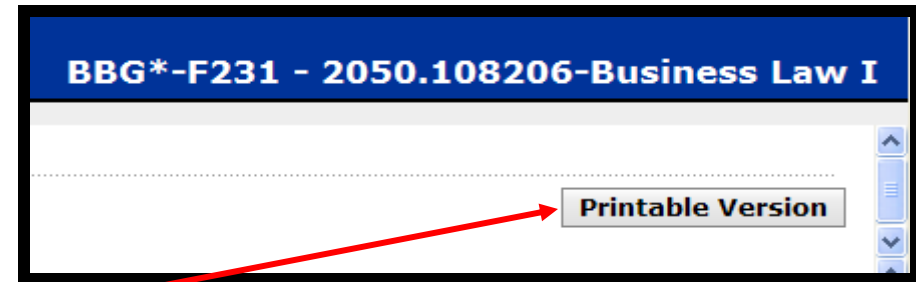 BBG*-F231 - 2050.108206-Business Law I
Printable Version